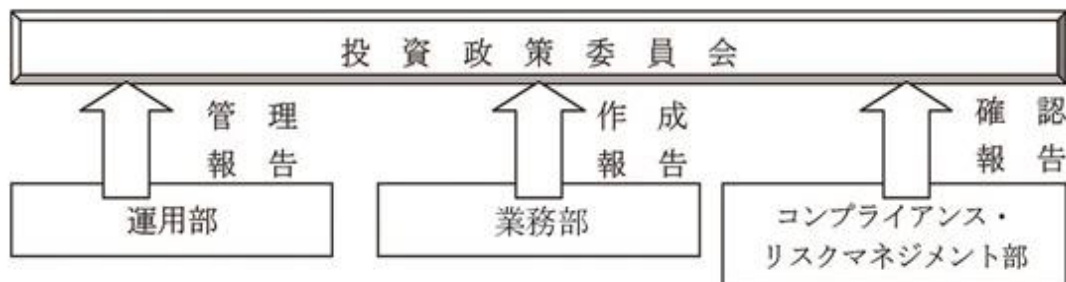 投資政策委員会
管理
報告
作成
報告
確認
報告
運用部
業務部
コンプライアンス・
リスクマネジメント部